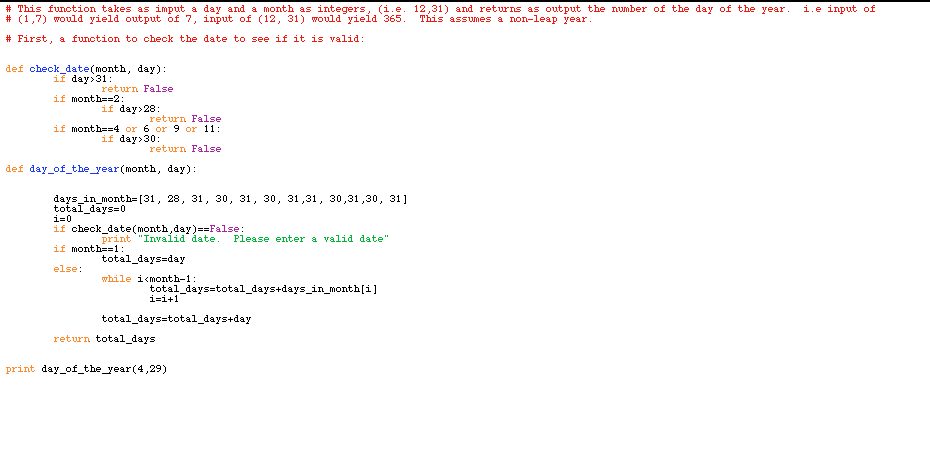 # This function takes as imput a day and a month as integers, (i.e. 12,31) and returns as output the number of the day of the year.  i.e input of
# (1,7) would yield output of 7, input of (12, 31) would yield 365.  This assumes a non-leap year.
# First, a function to check the date to see if it is valid:
def check_date(month, day):
        if day>31:
                return False
        if month==2:
                if day>28:
                        return False
        if month==4 or 6 or 9 or 11:
                if day>30:
                        return False
def day_of_the_year(month, day):
        days_in_month=[31, 28, 31, 30, 31, 30, 31,31, 30,31,30, 31]
        total_days=0
        i=0
        if check_date(month,day)==False:
                print "Invalid date.  Please enter a valid date"
        if month==1:
                total_days=day
        else:
                while i<month-1:
                        total_days=total_days+days_in_month[i]
                        i=i+1
                total_days=total_days+day
        return total_days
print day_of_the_year(4,29)